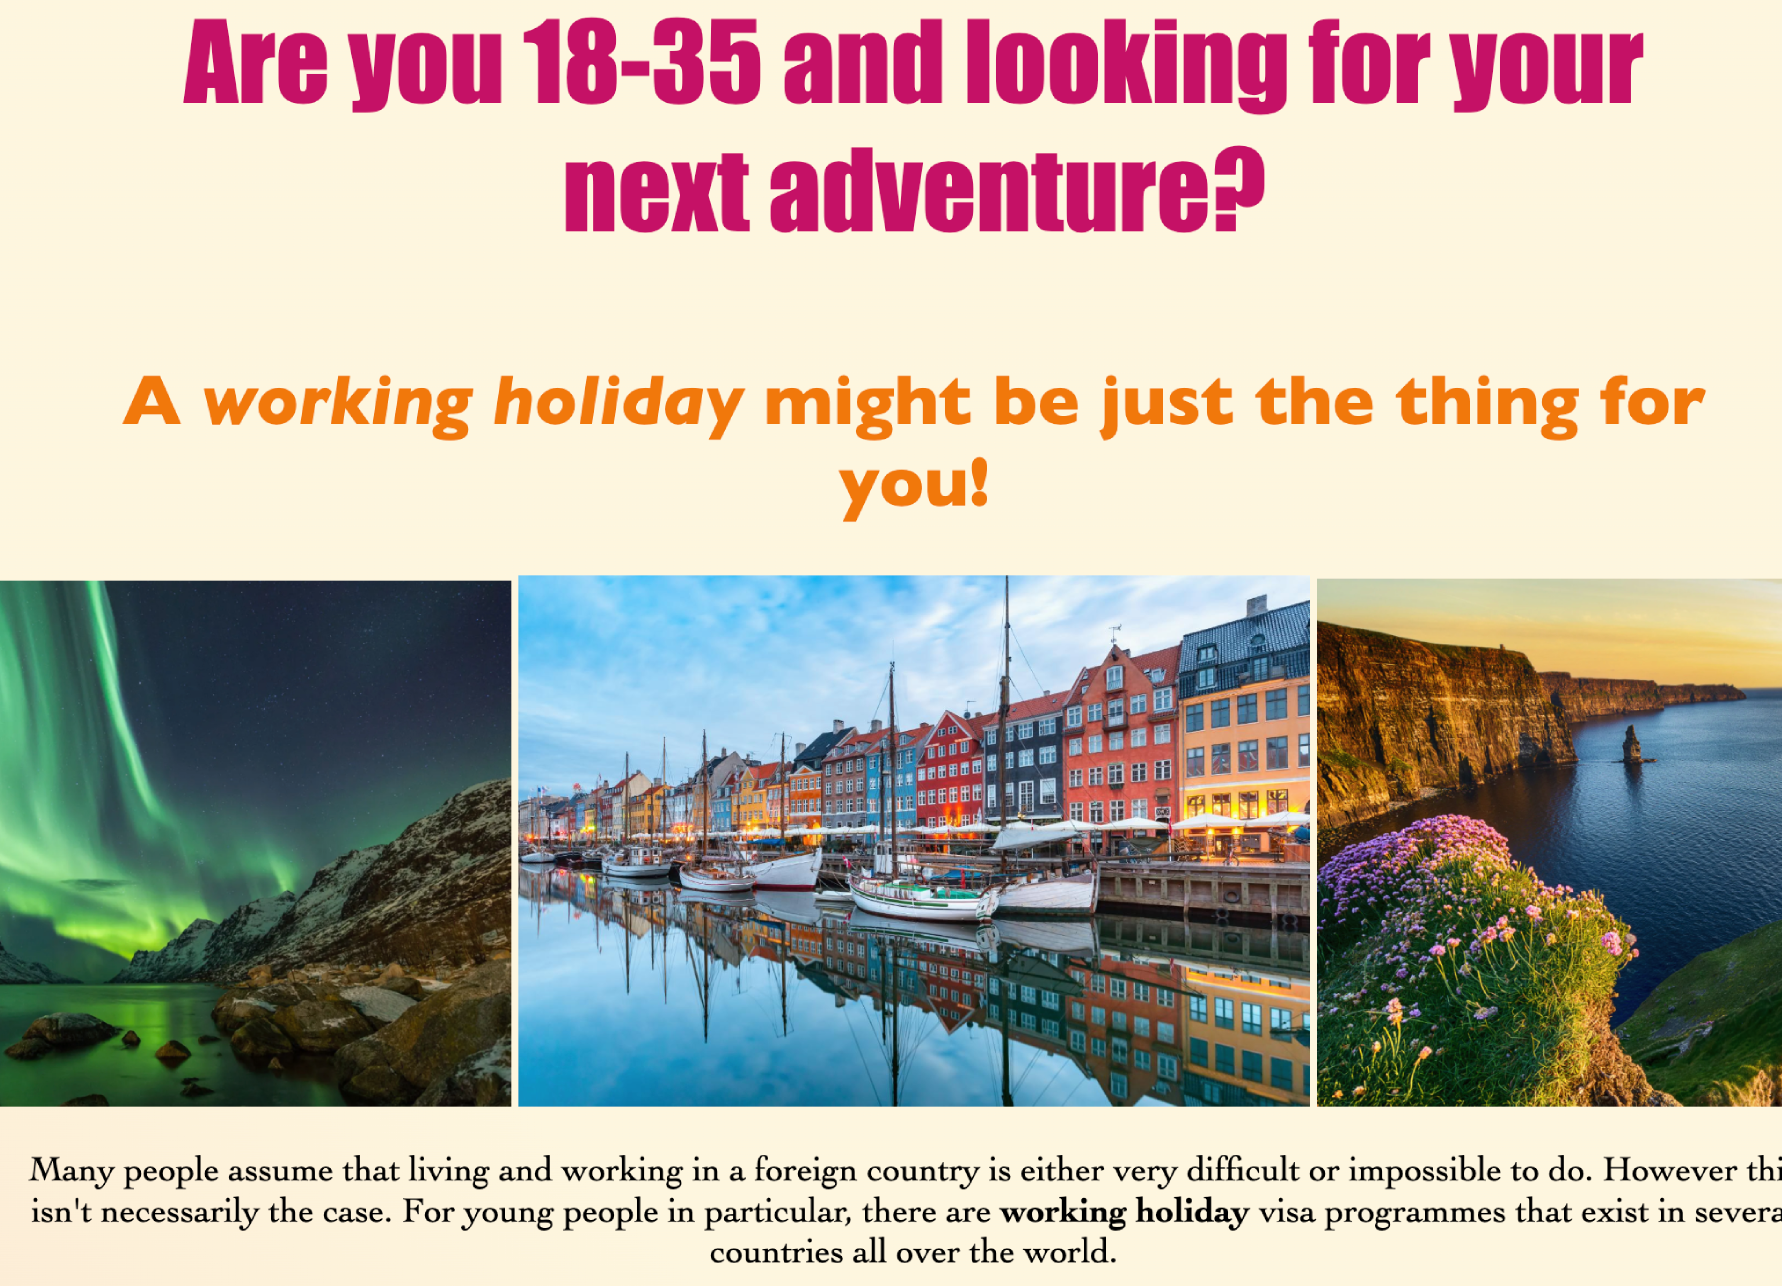 Are you 18-35 and looking for your
next adventure?
A working holiday might be just the thing for
you!
Many people assume that living and working in a foreign country is either very difficult or impossible to do. However thi
isn't necessarily the case. For young people in particular, there are working holiday visa programmes that exist in severa
countries all over the world.